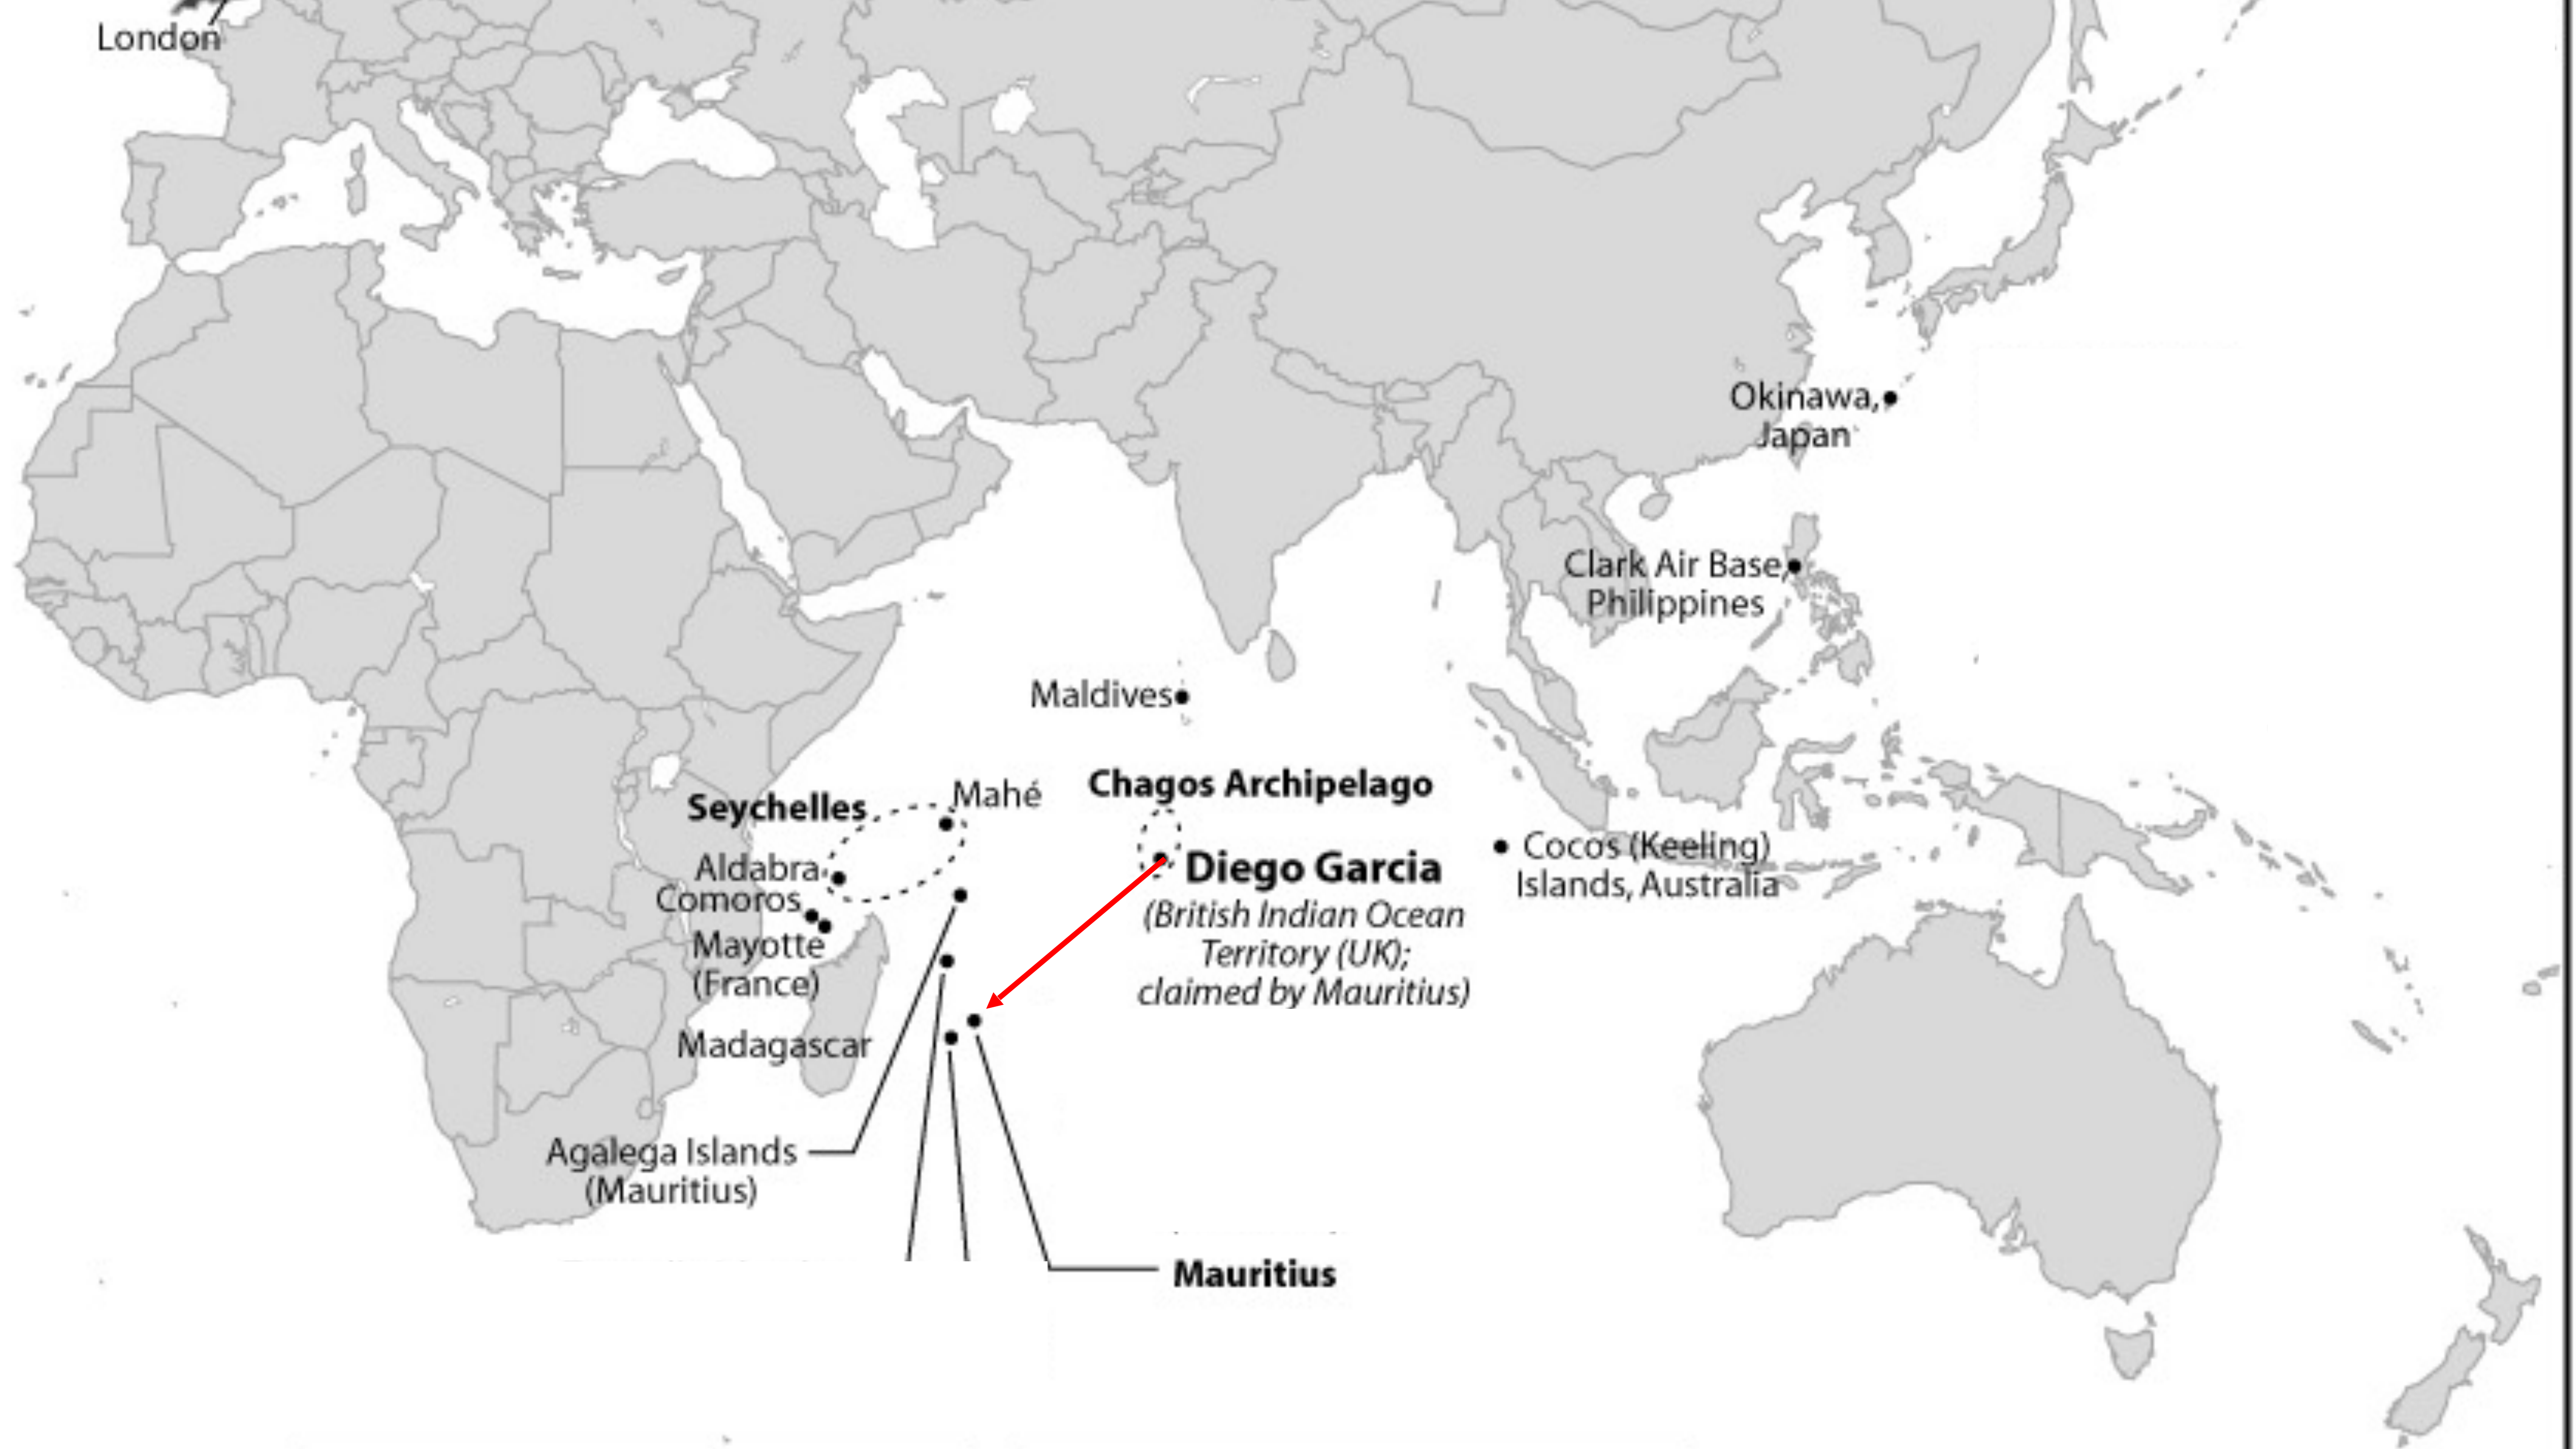 London
Okinawa,
Japan
Clark Air Base,
Philippines
Maldives
Chagos Archipelago
Mahé
Seychelles
Diego Garcia
(British Indian Ocean
Territory (UK);
claimed by Mauritius)
Cocos (Keeling)
Islands, Australia
Aldabra
Comoros
Mayotte
(France)
Madagascar
Agalega Islands
(Mauritius)
Mauritius